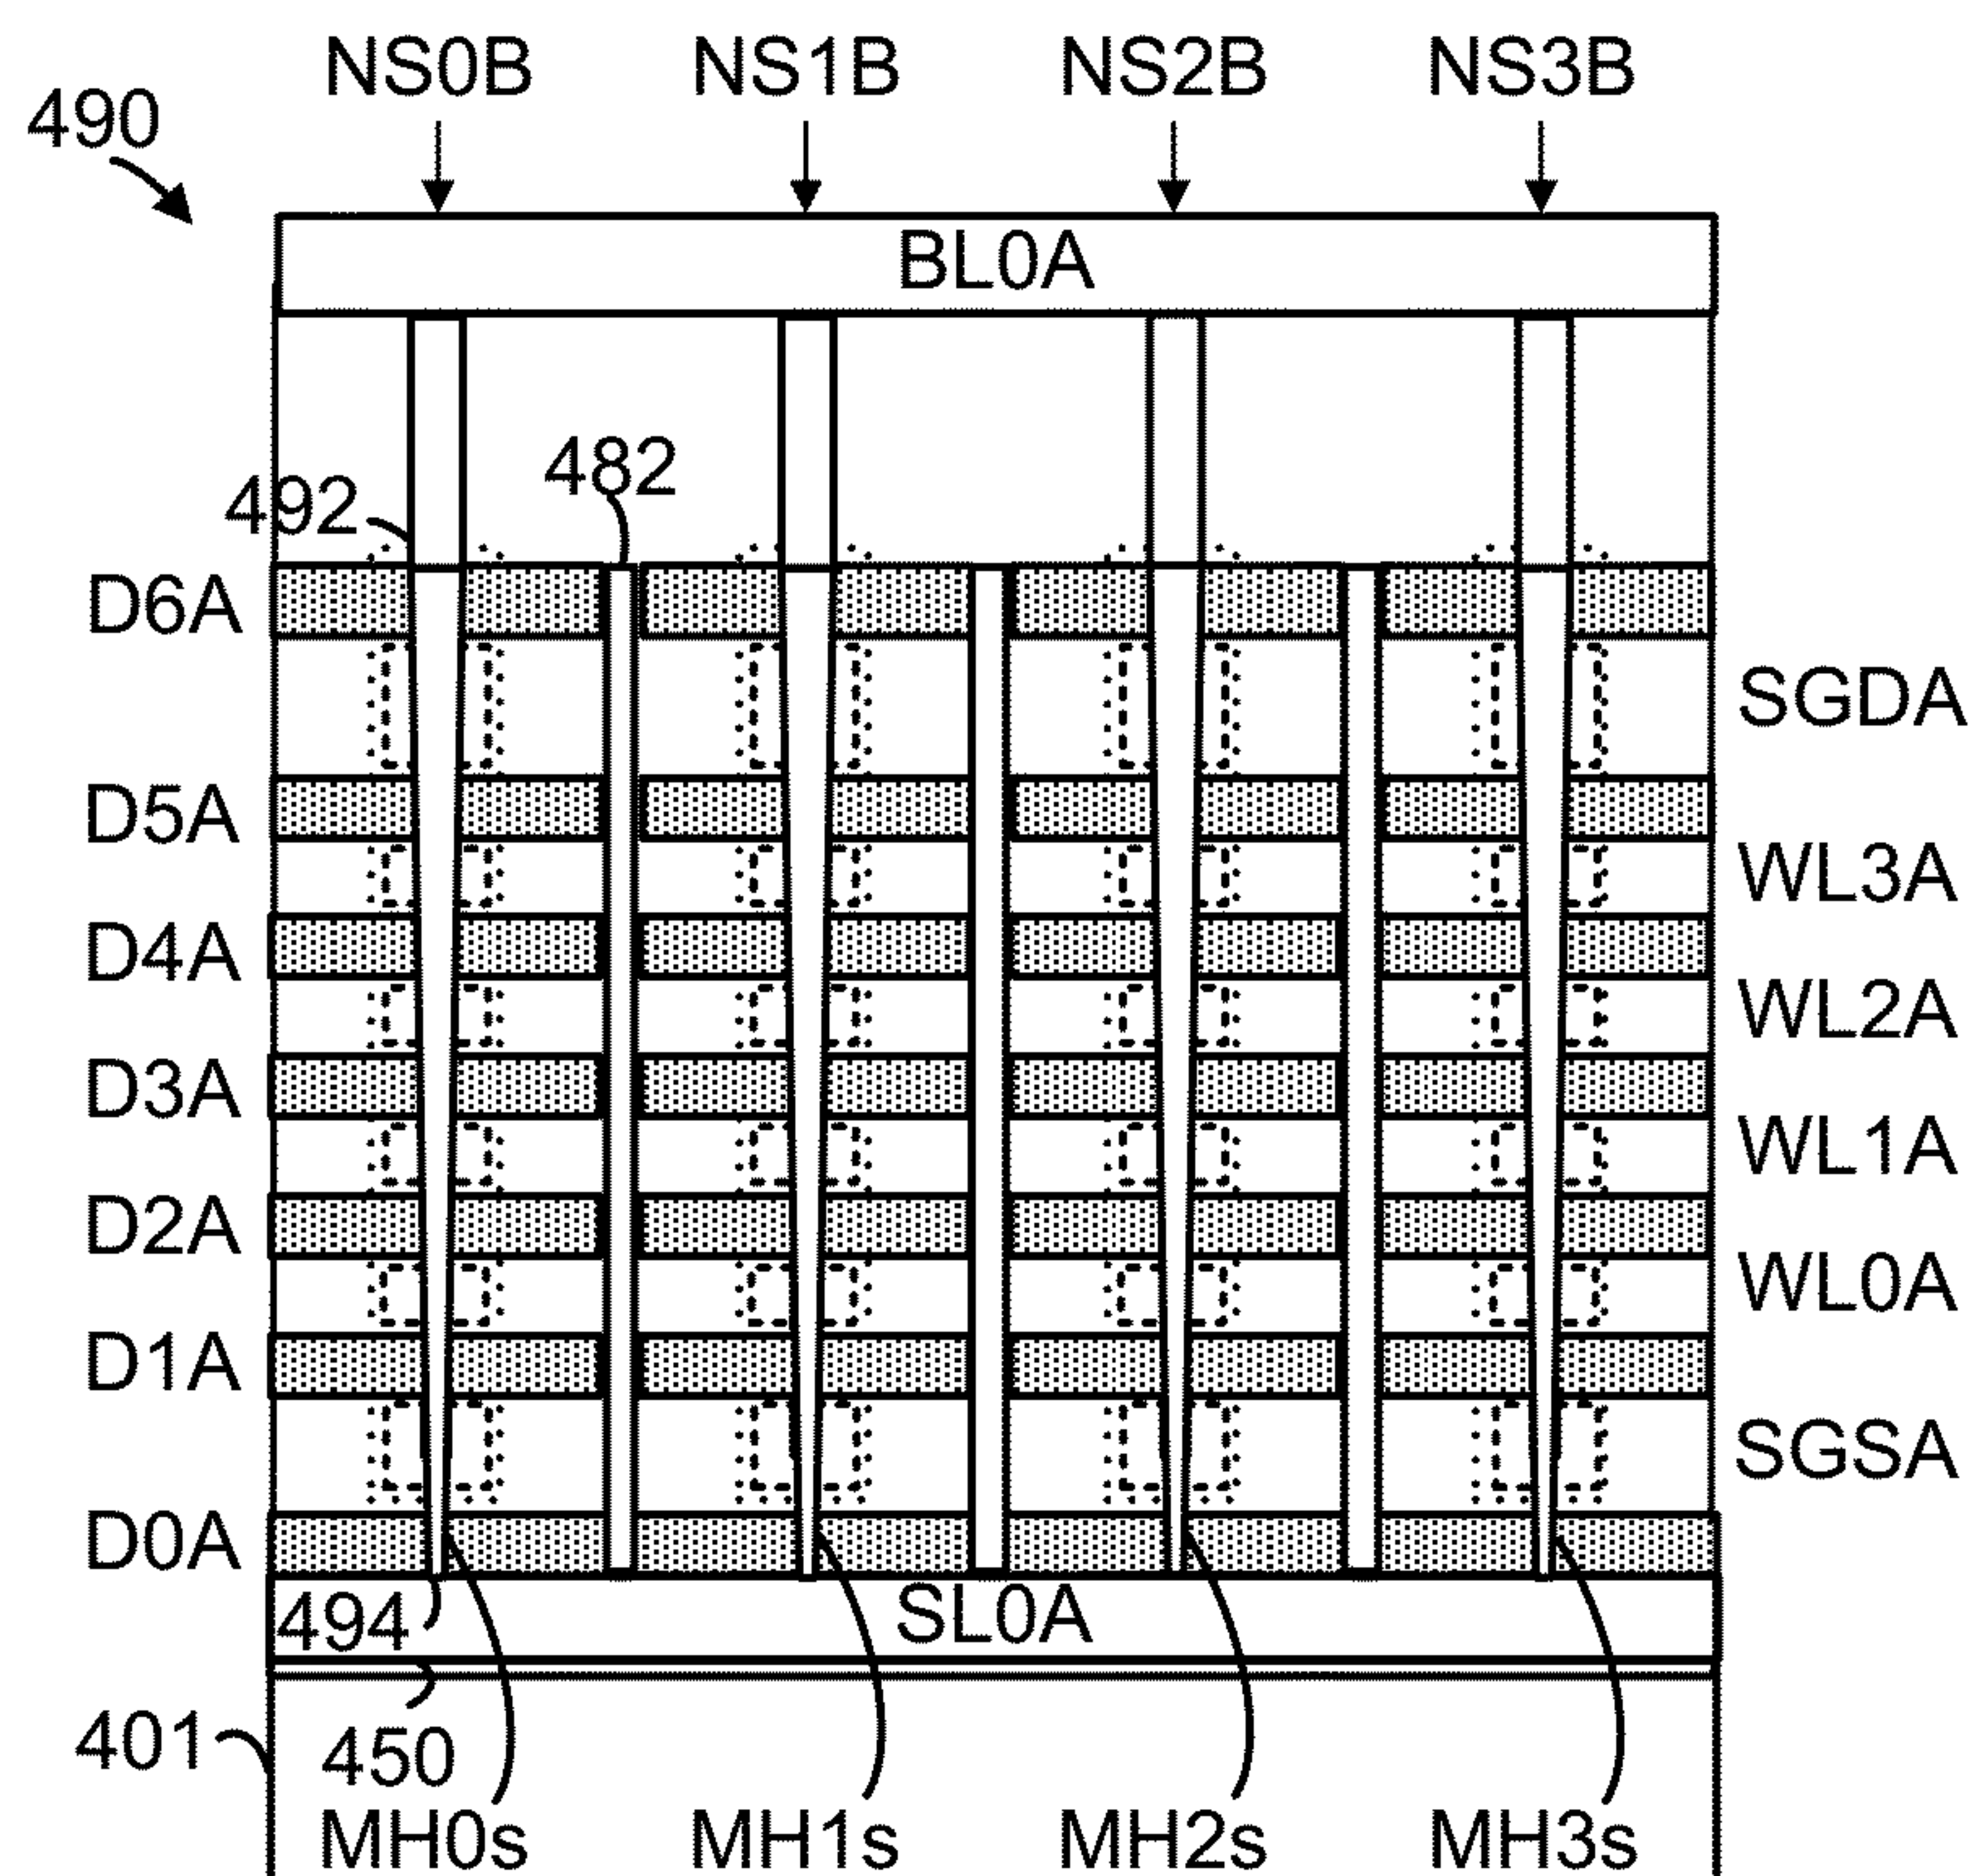 NS0B NS1B NS2B NS3B
490
BL0A
482
492
D6A
SGDA
D5A
WL3A
D4A
WL2A
D3A
WL1A
D2A
WL0A
D1A
SGSA
D0A
494 SL0A
401 450
MH0s MH1s MH2s MH3s